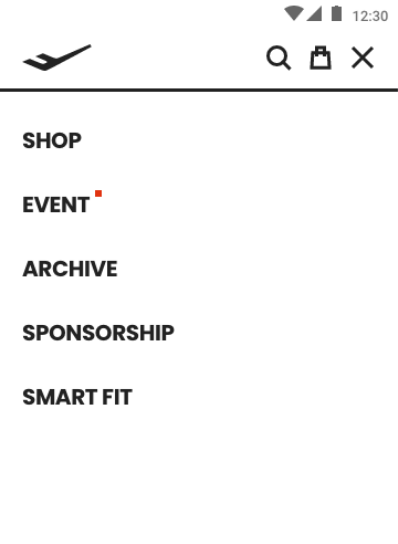 12:30
SHOP
EVENT
ARCHIVE
SPONSORSHIP
SMART FIT